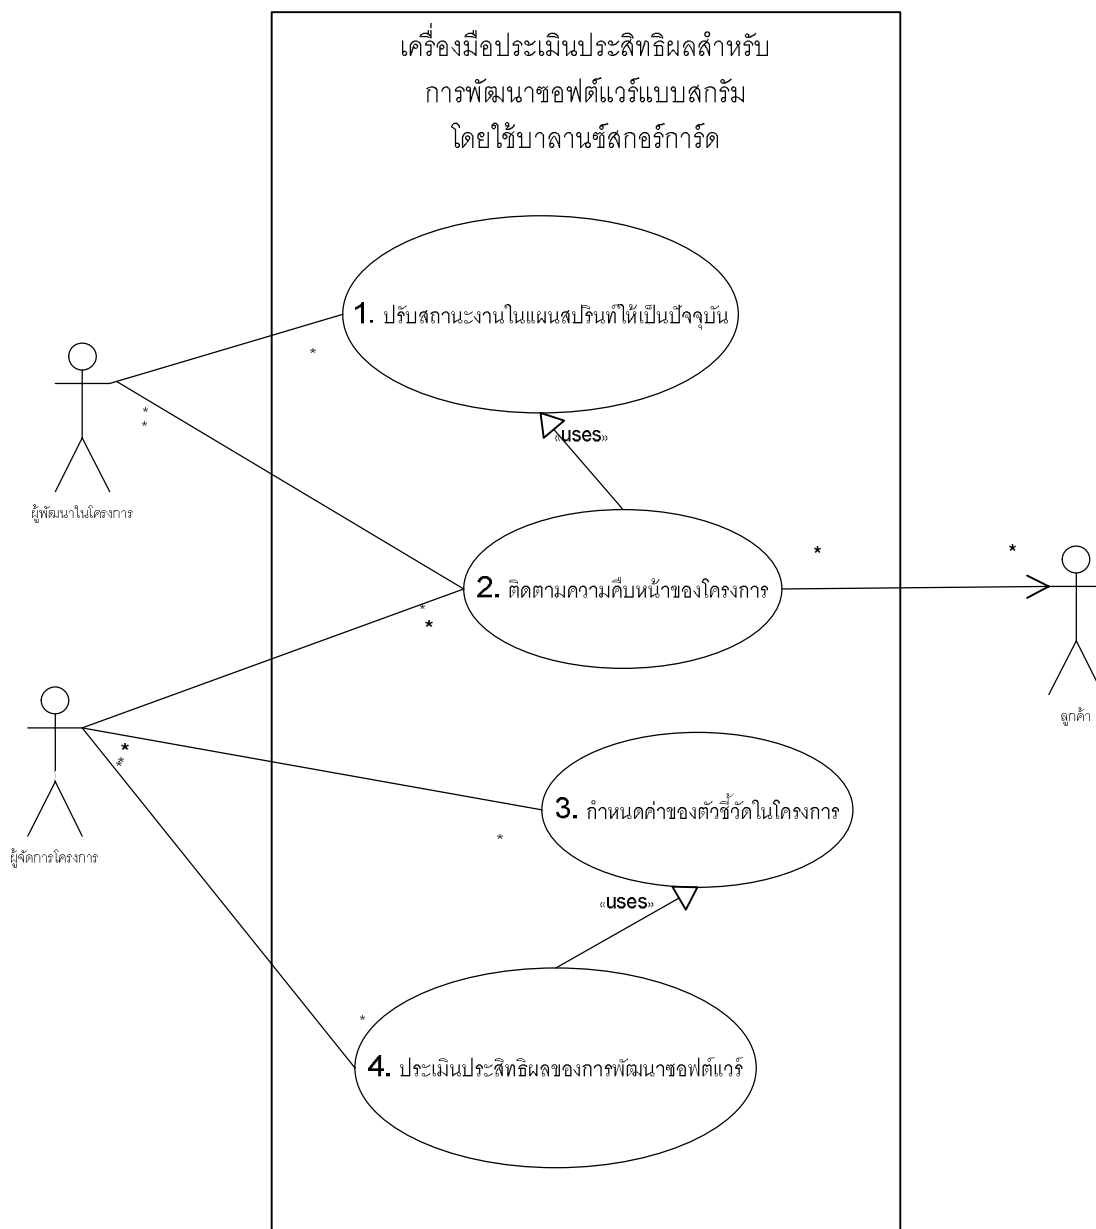 เครื่องมือประเมินประสิทธิผลสำหรับ
การพัฒนาซอฟต์แวร์แบบสกรัม
โดยใช้บาลานซ์สกอร์การ์ด
1. ปรับสถานะงานในแผนสปรินท์ให้เป็นปัจจุบัน
*
*
*
«uses»
ผู้พัฒนาในโครงการ
*
*
2. ติดตามความคืบหน้าของโครงการ
*
*
ลูกค้า
*
**
3. กำหนดค่าของตัวชี้วัดในโครงการ
*
ผู้จัดการโครงการ
«uses»
*
4. ประเมินประสิทธิผลของการพัฒนาซอฟต์แวร์